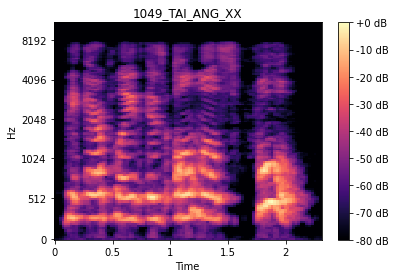 1049_TAI_ANG_XX
+0 dB
8192
-10 dB
4096
-20 dB
-30 dB
2048
Hz
-40 dB
1024
-50 dB
512
-60 dB
-70 dB
0
-80 dB
0
0.5
1
1.5
2
Time